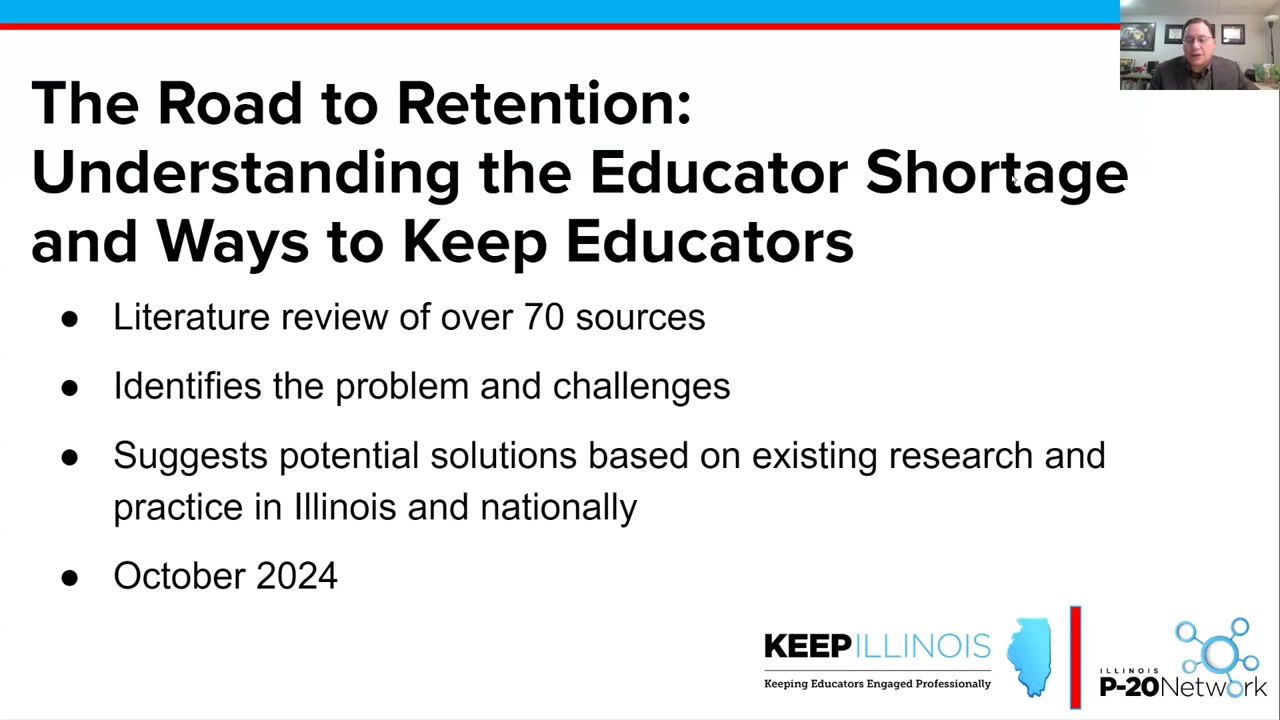 The Road to Retention:
Understanding the Educator Shortage
and Ways to Keep Educators
● Literature review of over 70 sources
● Identifies the problem and challenges
● Suggests potential solutions based on existing research and
practice in Illinois and nationally
● October 2024
KEEPILLINOIS
Keeping Educators Engaged Professionally
ILLINOIS
P-20Network